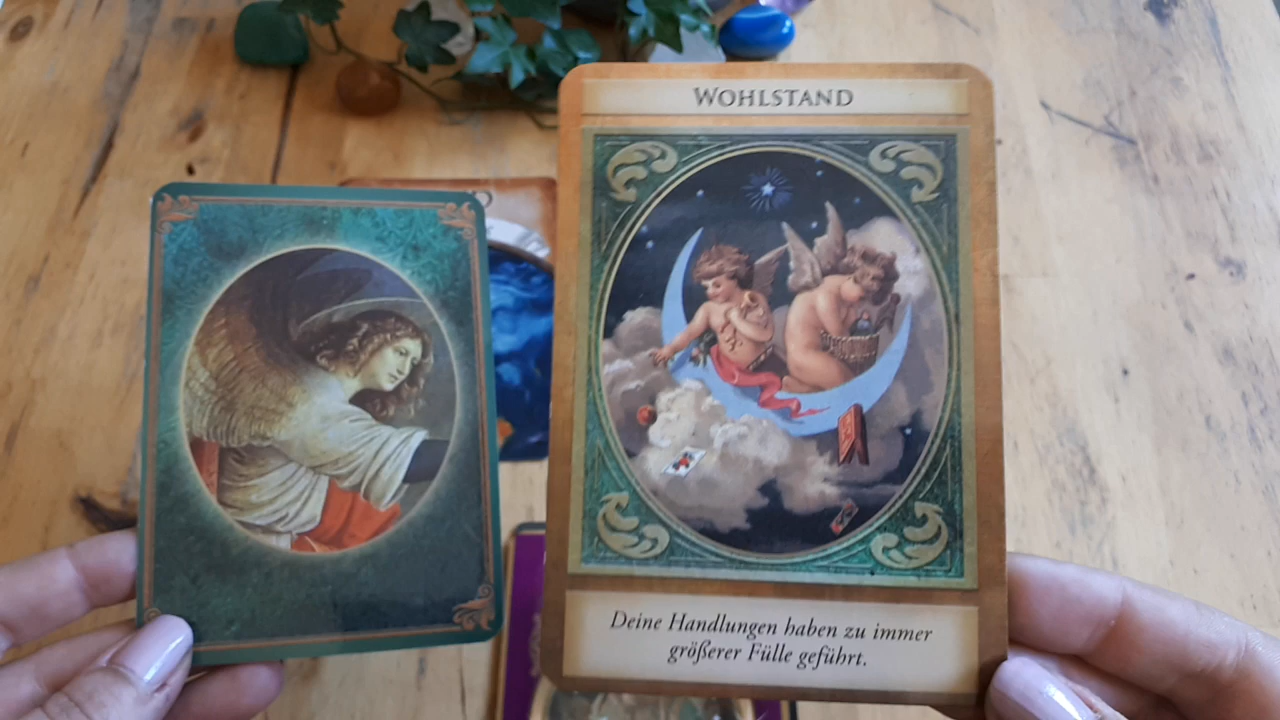 WOHLSTAND
Deine Handlungen haben zu immer
größerer Fülle geführt.